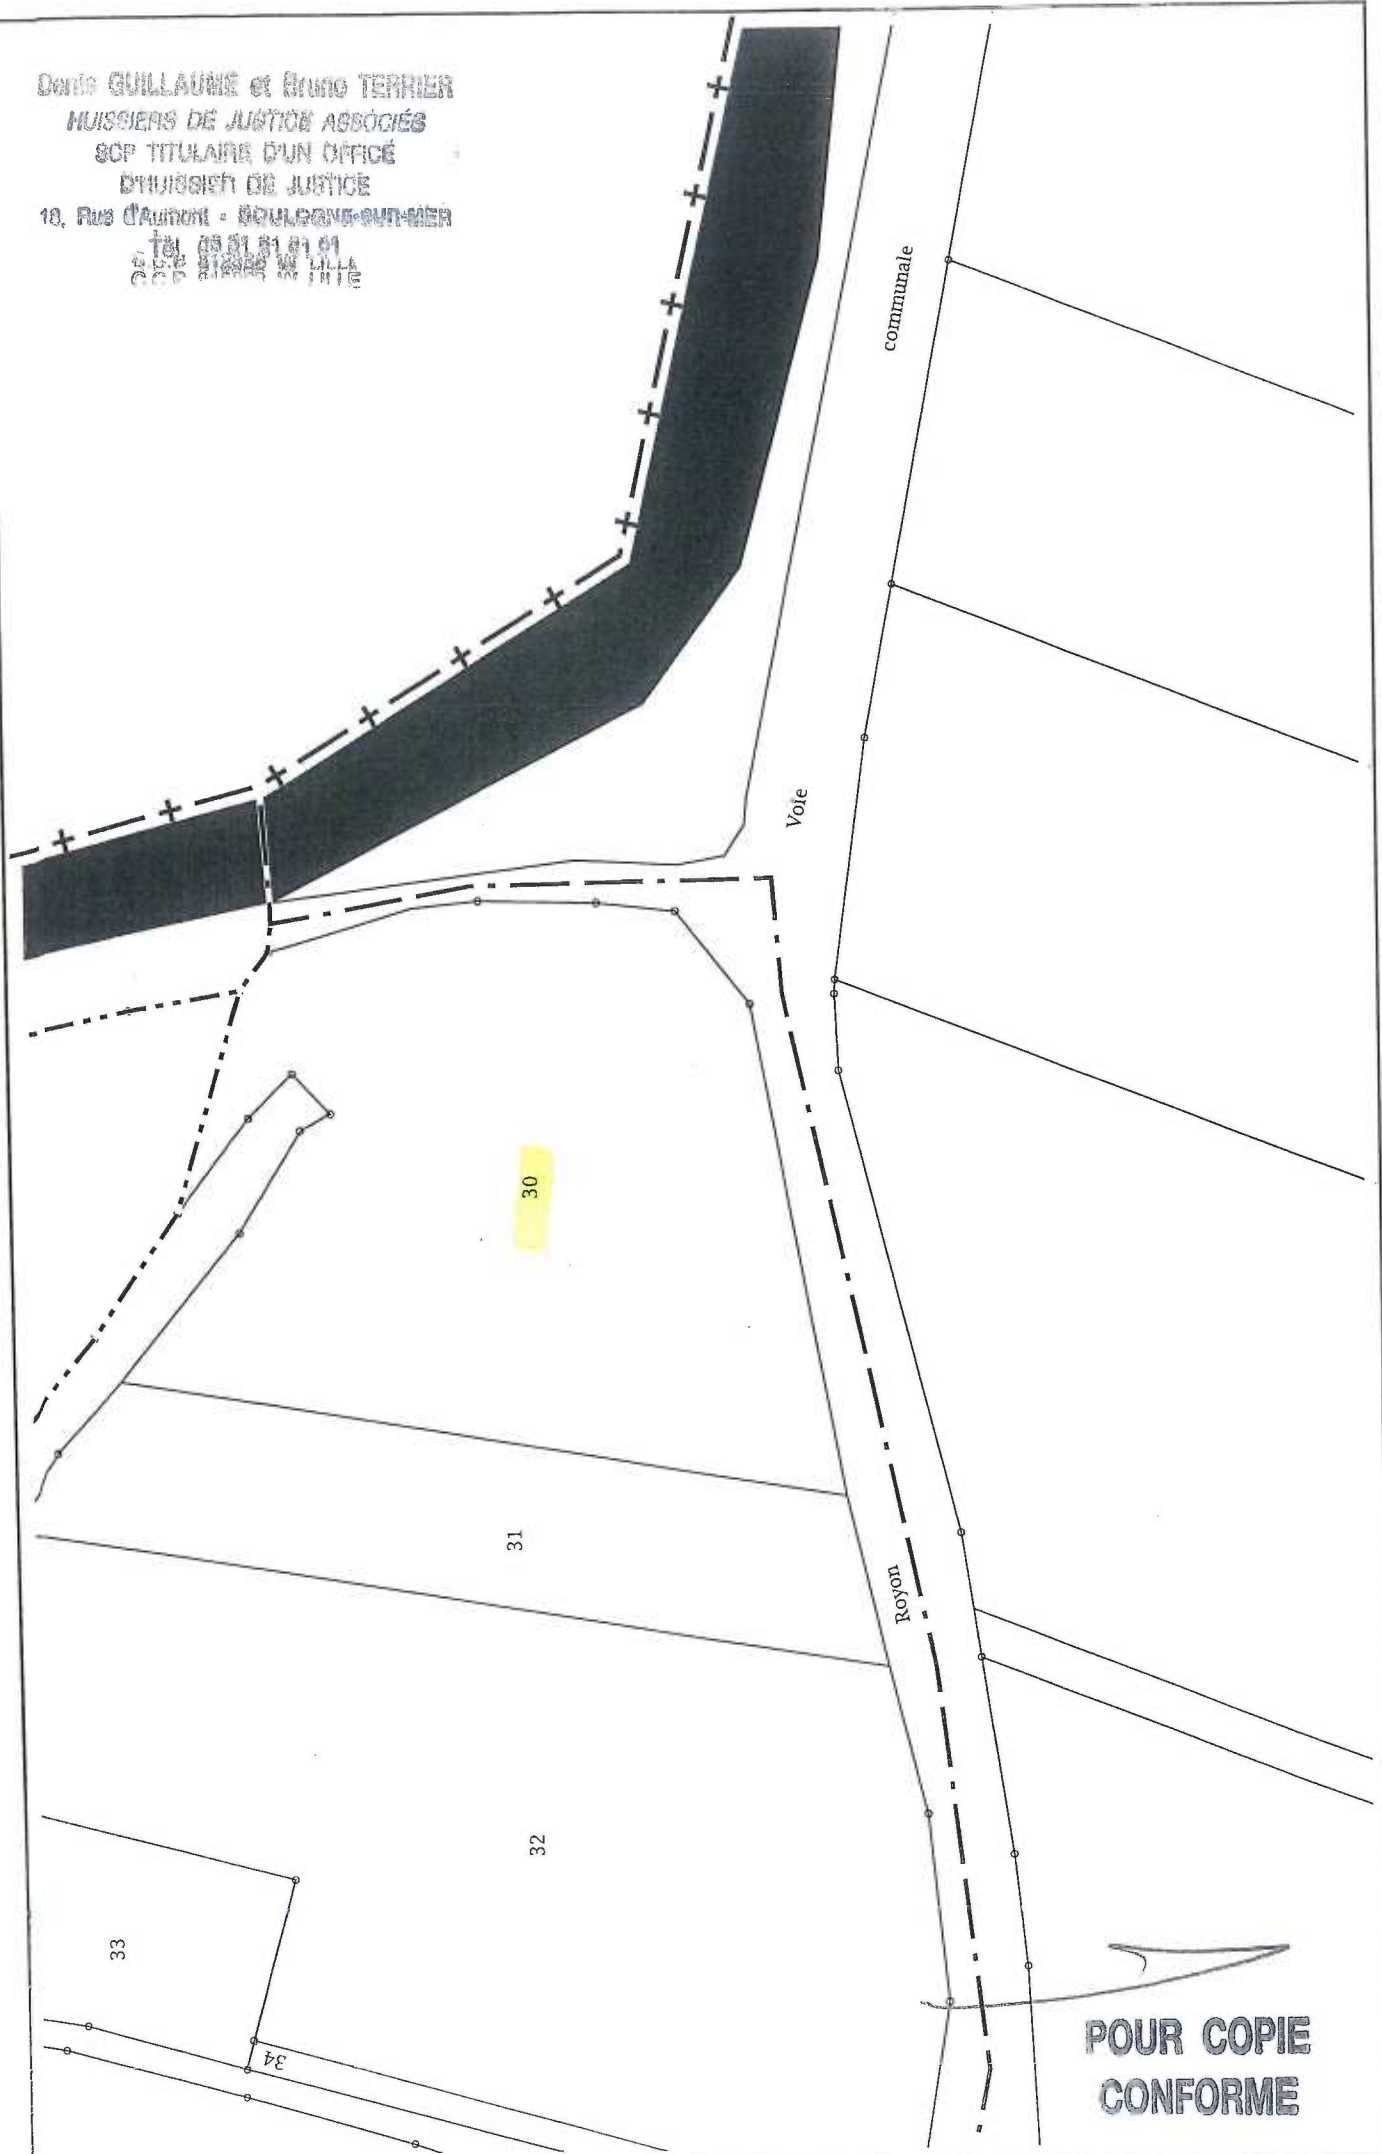 Denis GUILLAUME et Bruno TERRIER
HUISSIERS DE JUSTICE ASSOCIÉS
SCP TITULAIRE D'UN OFFICE
D'HUISSIER DE JUSTICE
10, Rue d'Aumont - BOULOGNE-SUR-MER
communale
Voie
30
31
Royon
32
33
34
POUR COPIE
CONFORME